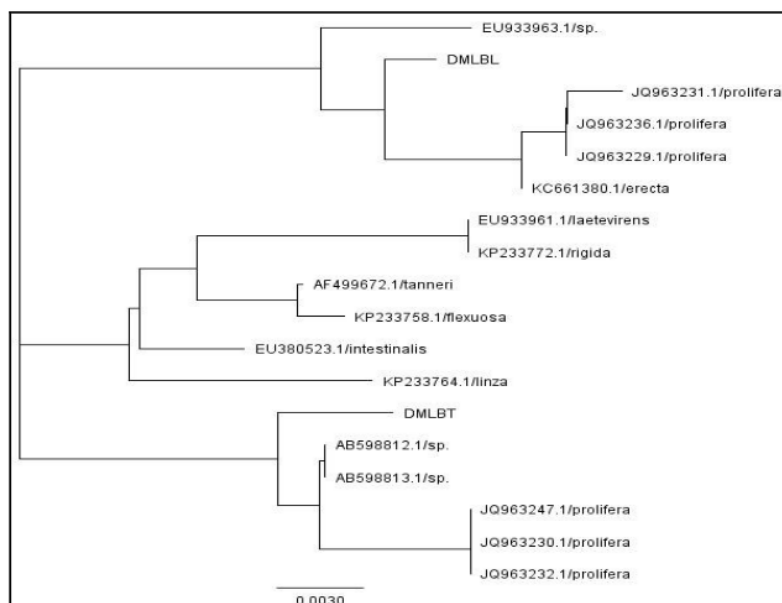 EU933963.1/sp.
DMLBL
JQ963231.1/prolifera
JQ963236.1/prolifera
JQ963229.1/prolifera
KC661380.1/erecta
EU933961.1/laetevirens
KP233772.1/rigida
AF499672.1/tanneri
KP233758.1/flexuosa
EU380523.1/intestinalis
KP233764.1/linza
DMLBT
AB598812.1/sp.
AB598813.1/sp.
JQ963247.1/prolifera
JQ963230.1/prolifera
JQ963232.1/prolifera
0.0030